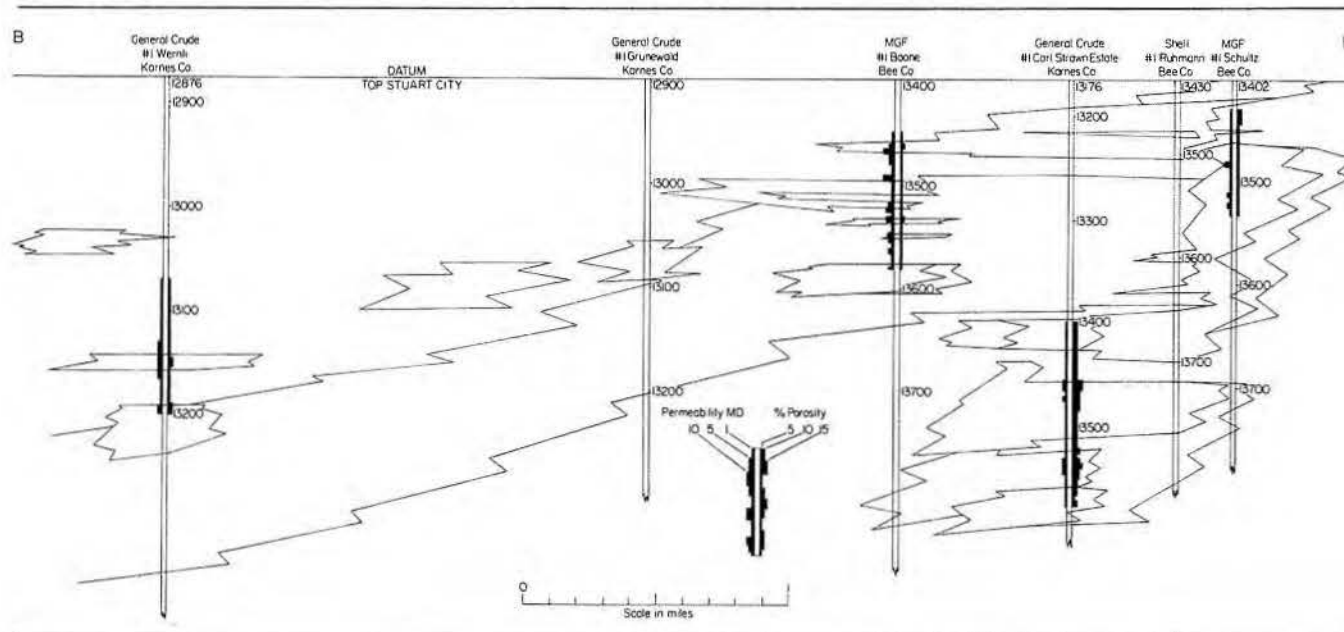 B
General Crude
#1 Wernli
Karnes Co.
General Crude
#1 Grunewald
Karnes Co.
MGF
#1 Boone
Bee Co.
General Crude
#1 Carl Strawn Estate
Karnes Co.
Shell
#1 Ruhmann
Bee Co.
MGF
#1 Schultz
Bee Co.
DATUM
TOP STUART CITY
12876
12900
13000
13100
13200
12900
13000
13100
13200
13400
13500
13600
13700
13176
13200
13300
13400
13500
13430
13500
13600
13700
13402
13500
13600
13700
Permeability MD
10 5 1
% Porosity
5 10 15
0
Scale in miles